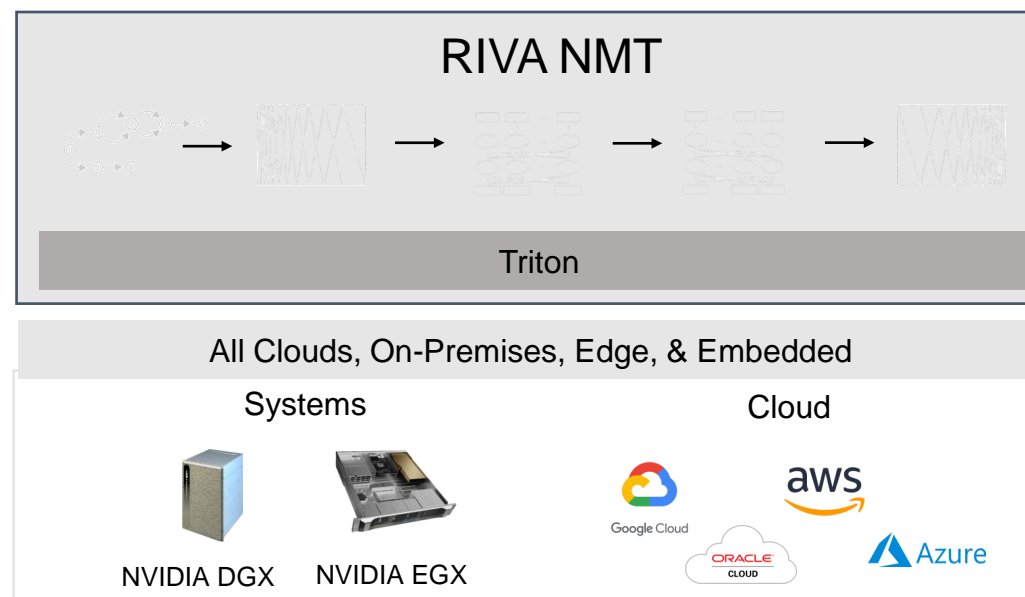 RIVA NMT
Triton
All Clouds, On-Premises, Edge, & Embedded
Systems
Cloud
NVIDIA DGX
NVIDIA EGX
Google Cloud
aws
ORACLE
CLOUD
Azure